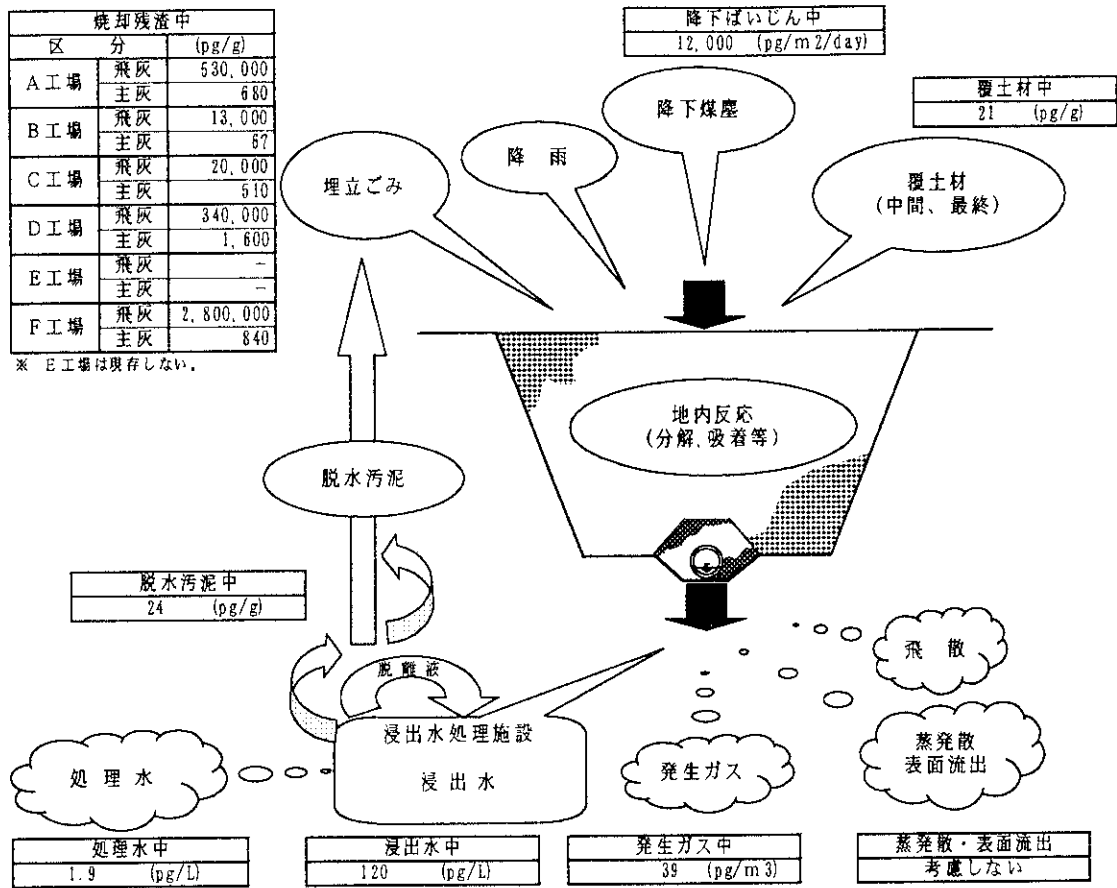 焼却残渣中
区　分　(pg/g)
A工場　飛灰　530,000
主灰　680
B工場　飛灰　13,000
主灰　67
C工場　飛灰　20,000
主灰　510
D工場　飛灰　340,000
主灰　1,600
E工場　飛灰　−
主灰　−
F工場　飛灰　2,800,000
主灰　840
※ E工場は現存しない。
降下ばいじん中
12,000　(pg/m2/day)
覆土材中
21　(pg/g)
埋立ごみ
降雨
降下煤塵
覆土材
(中間、最終)
地内反応
(分解、吸着等)
脱水汚泥
脱水汚泥中
24　(pg/g)
脱離液
飛散
浸出水処理施設
浸出水
処理水
発生ガス
蒸発散
表面流出
処理水中
1.9　(pg/L)
浸出水中
120　(pg/L)
発生ガス中
39　(pg/m3)
蒸発散・表面流出
考慮しない